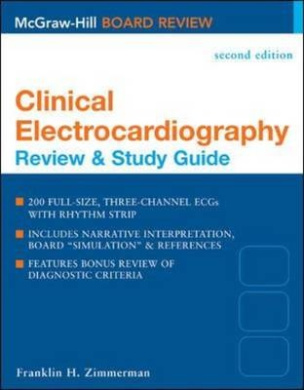 McGraw-Hill BOARD REVIEW
second edition
Clinical
Electrocardiography
Review & Study Guide
200 FULL-SIZE, THREE-CHANNEL ECGs
WITH RHYTHM STRIP
INCLUDES NARRATIVE INTERPRETATION,
BOARD "SIMULATION" & REFERENCES
FEATURES BONUS REVIEW OF
DIAGNOSTIC CRITERIA
Franklin H. Zimmerman